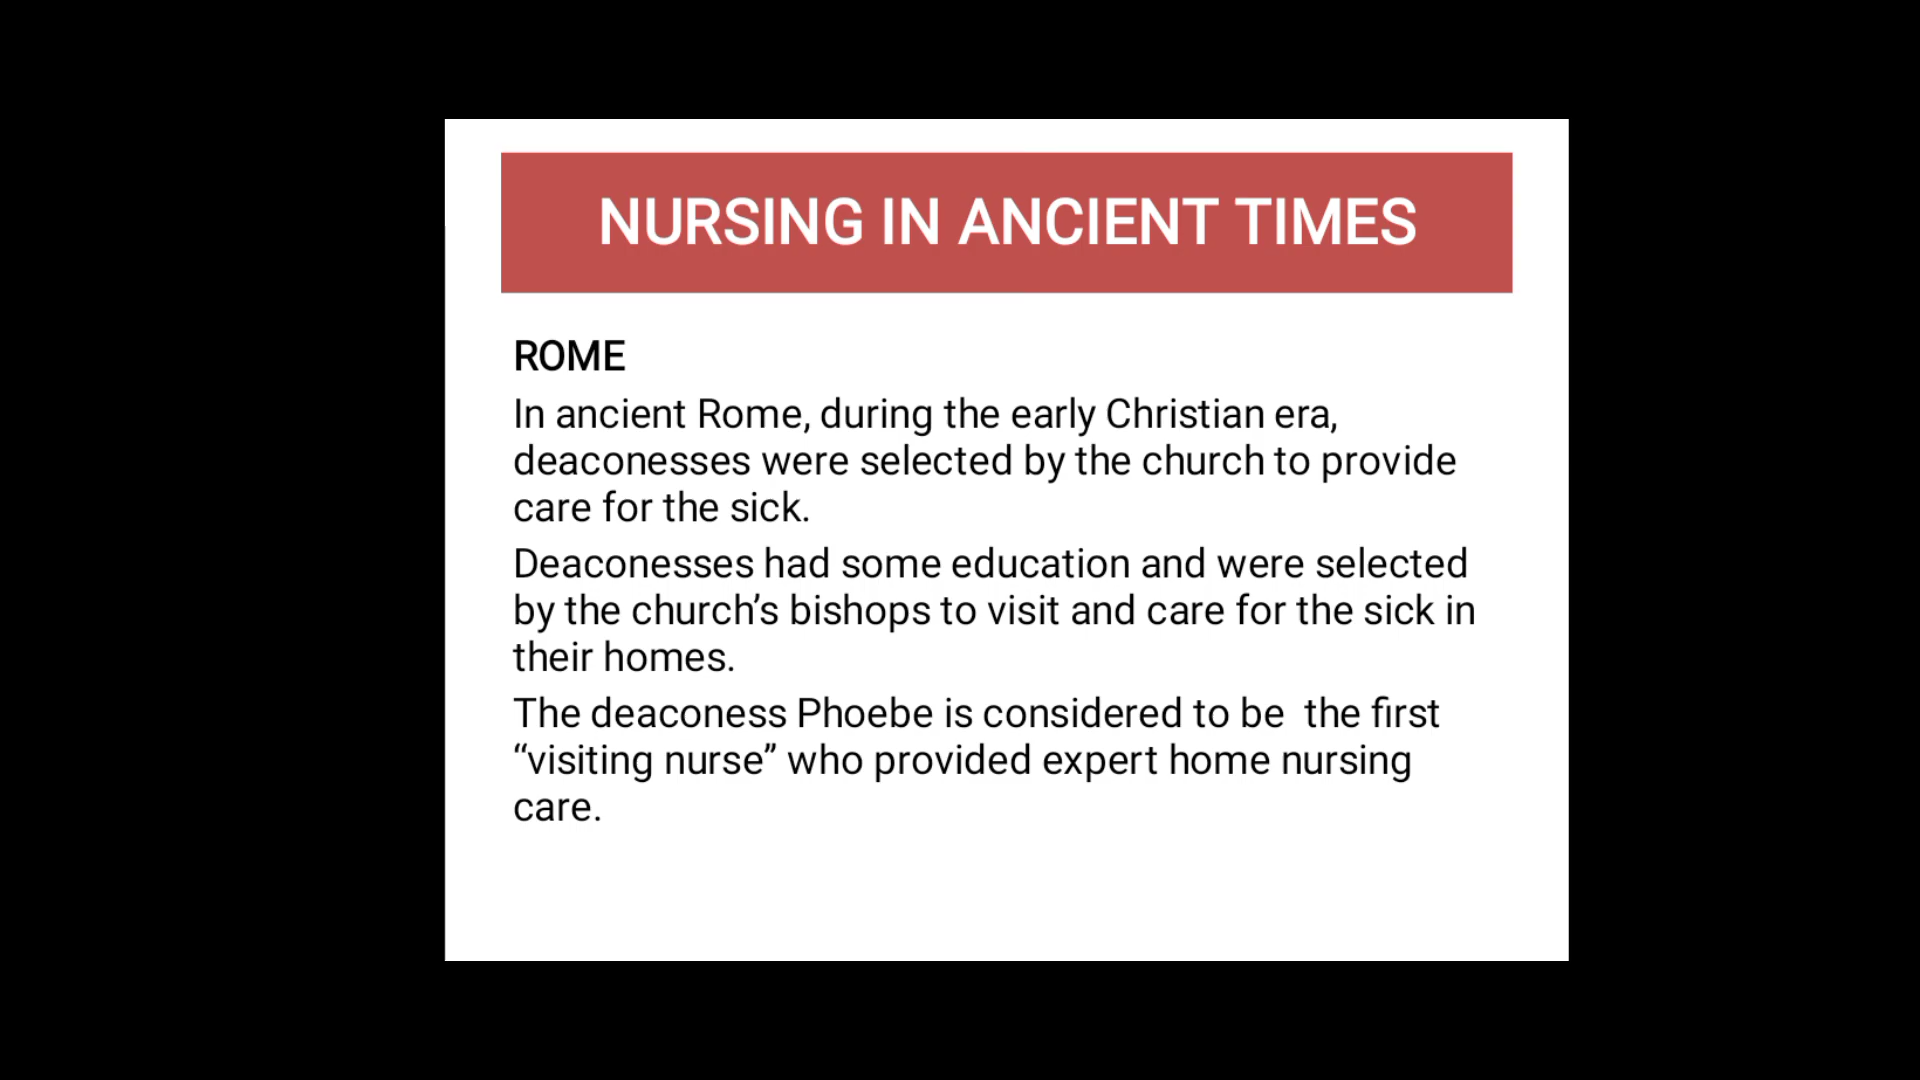 NURSING IN ANCIENT TIMES
ROME
In ancient Rome, during the early Christian era,
deaconesses were selected by the church to provide
care for the sick.
Deaconesses had some education and were selected
by the church’s bishops to visit and care for the sick in
their homes.
The deaconess Phoebe is considered to be  the first
“visiting nurse” who provided expert home nursing
care.